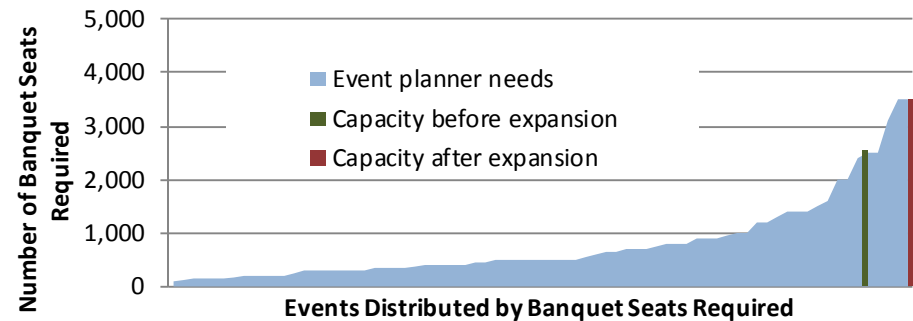 Number of Banquet Seats
Required
5,000
4,000
3,000
2,000
1,000
0
Event planner needs
Capacity before expansion
Capacity after expansion
Events Distributed by Banquet Seats Required